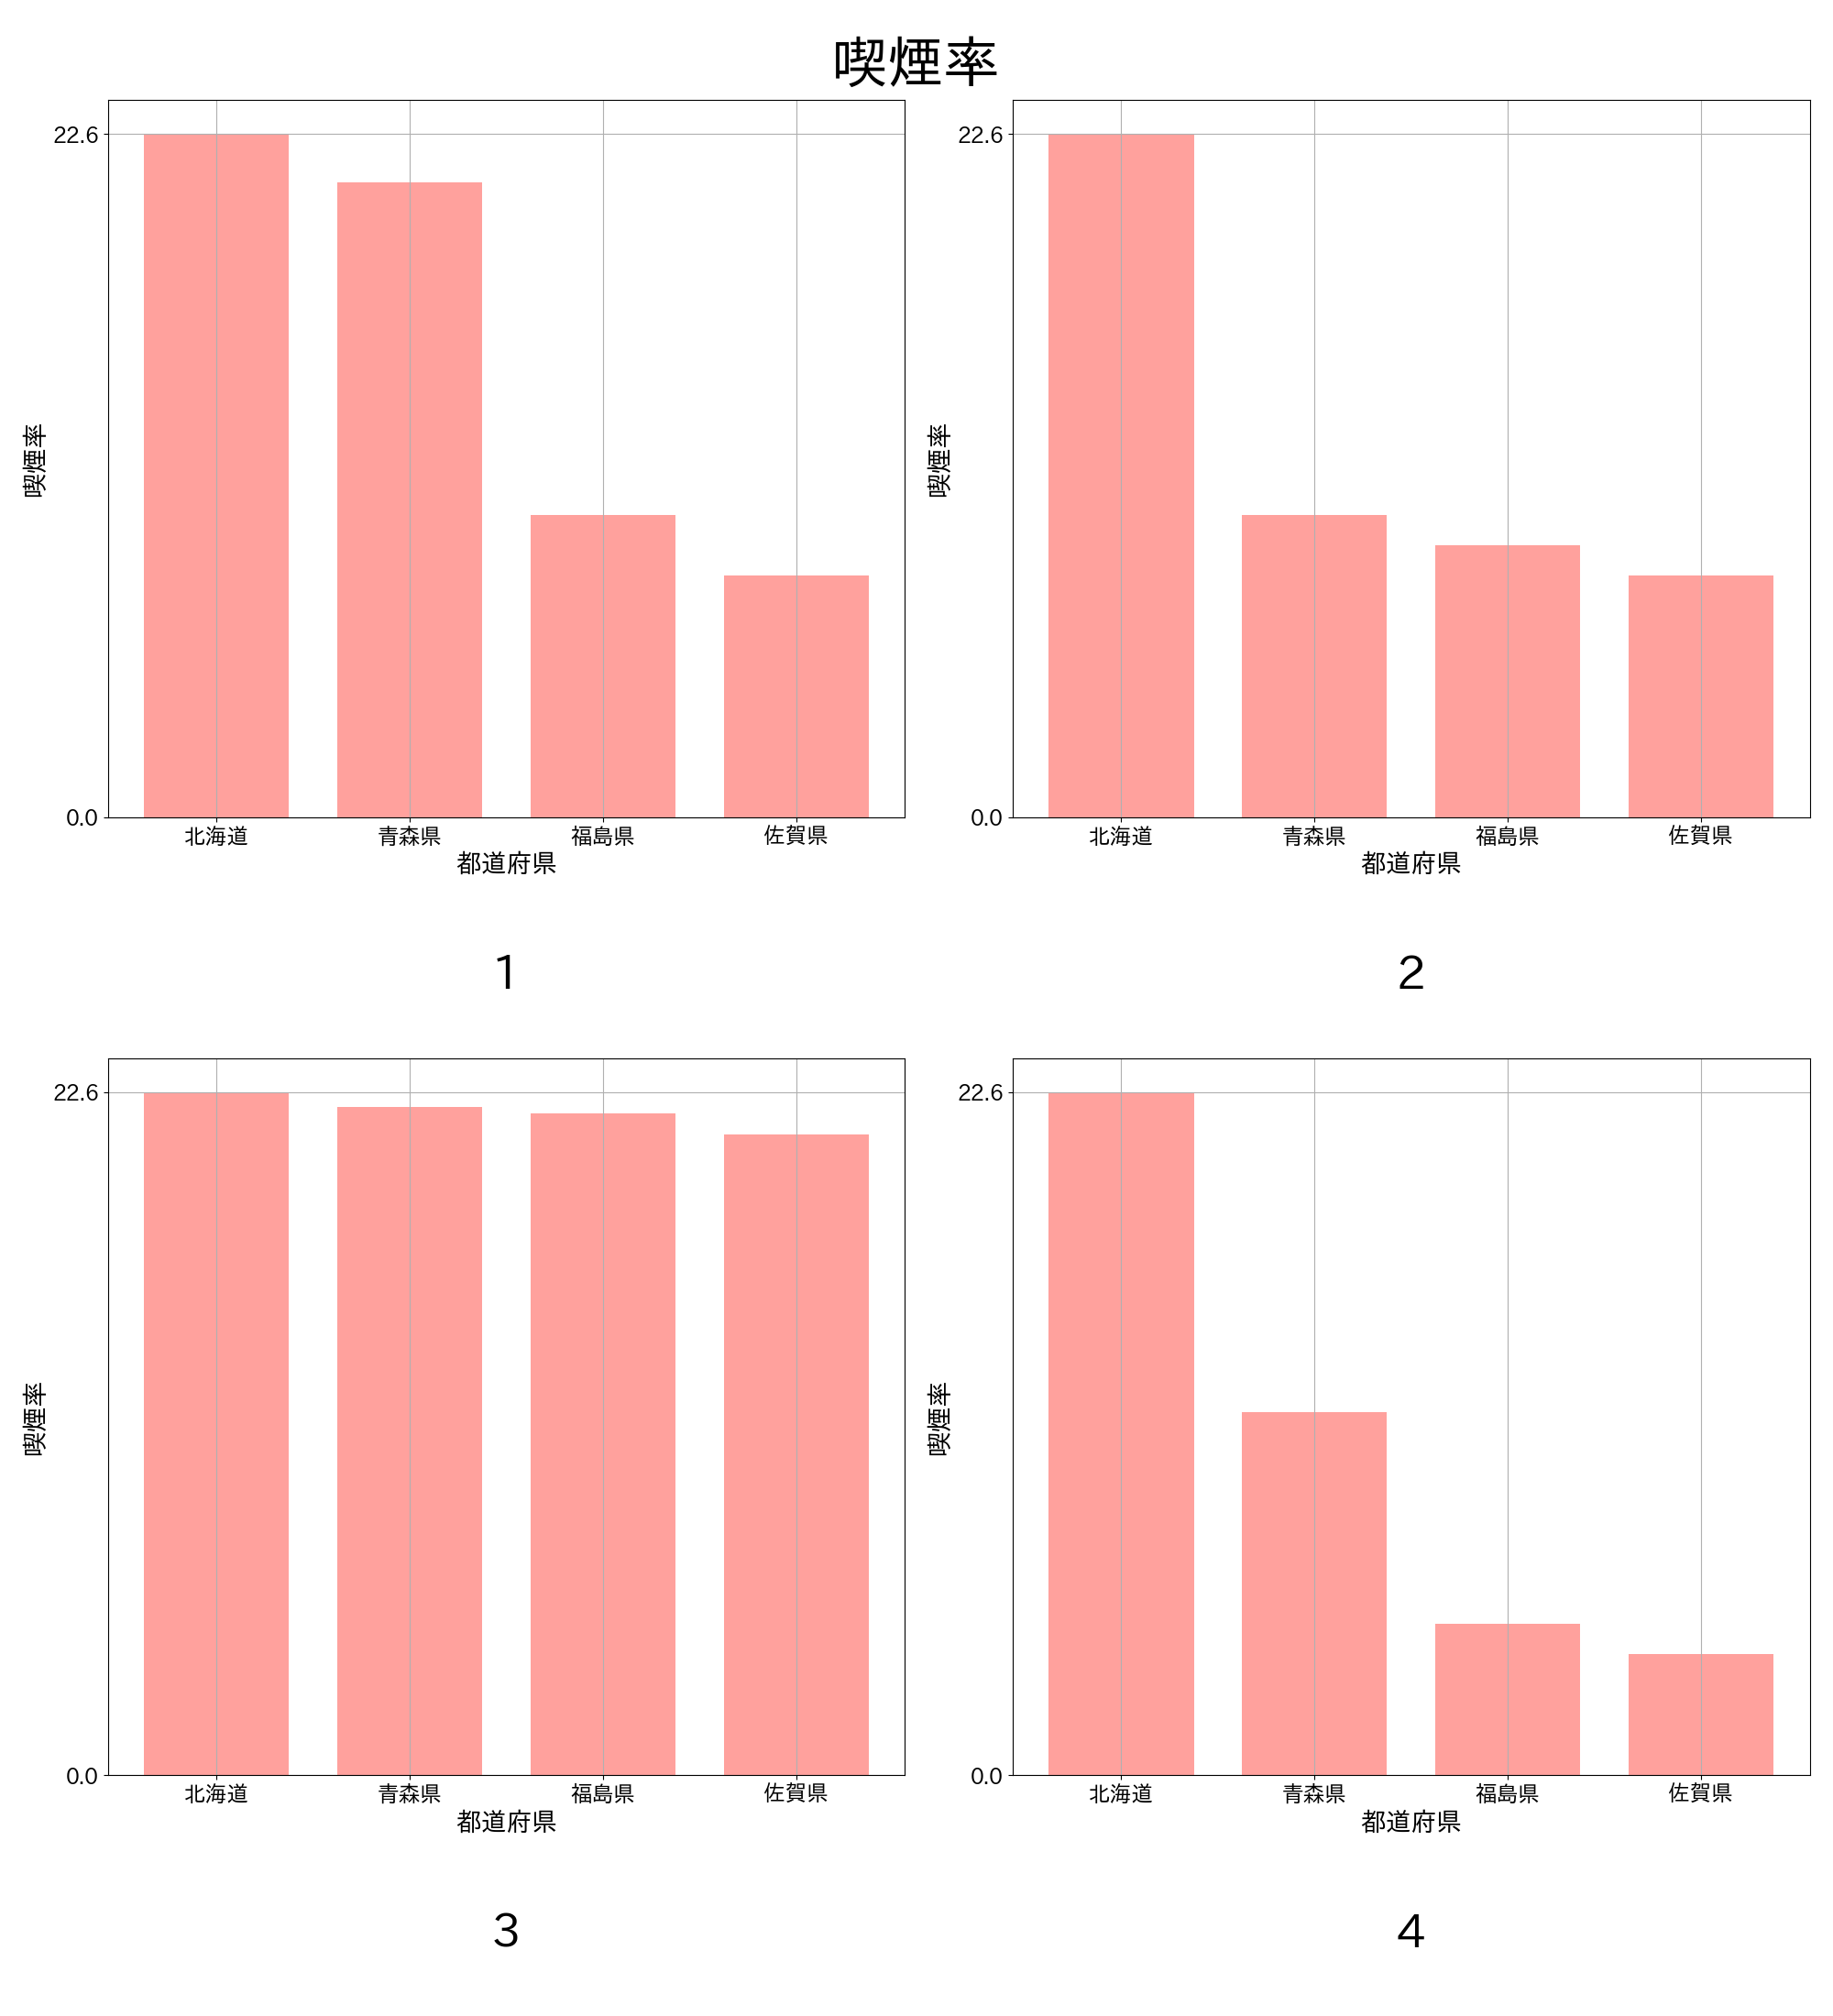 喫煙率
喫煙率
22.6
0.0
北海道 青森県 福島県 佐賀県
都道府県
1
喫煙率
22.6
0.0
北海道 青森県 福島県 佐賀県
都道府県
2
喫煙率
22.6
0.0
北海道 青森県 福島県 佐賀県
都道府県
3
喫煙率
22.6
0.0
北海道 青森県 福島県 佐賀県
都道府県
4